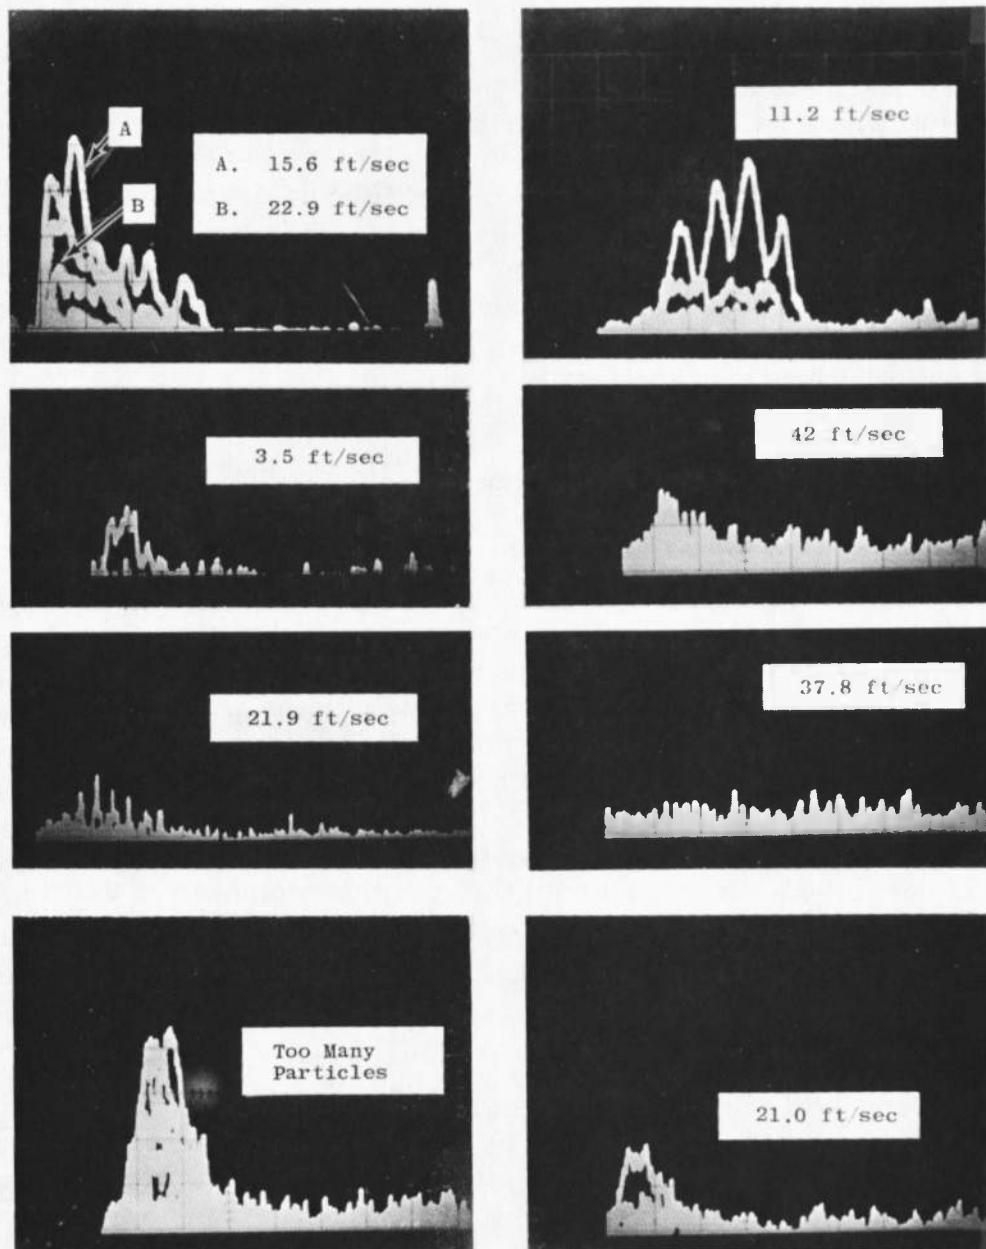 A
B
A. 15.6 ft/sec
B. 22.9 ft/sec
11.2 ft/sec
3.5 ft/sec
42 ft/sec
21.9 ft/sec
37.8 ft/sec
Too Many
Particles
21.0 ft/sec